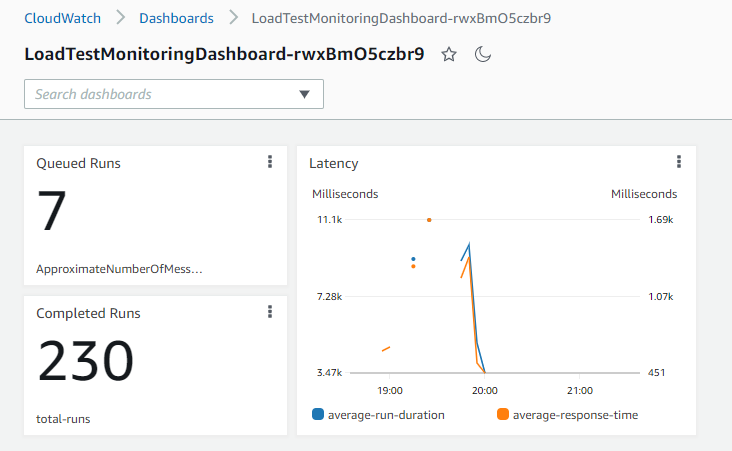 CloudWatch > Dashboards > LoadTestMonitoringDashboard-rwxBmO5czbr9
LoadTestMonitoringDashboard-rwxBmO5czbr9
Search dashboards
Queued Runs
7
ApproximateNumberOfMess...
Completed Runs
230
total-runs
Latency
Milliseconds Milliseconds
11.1k 1.69k
7.28k 1.07k
3.47k 451
19:00 20:00 21:00
average-run-duration average-response-time